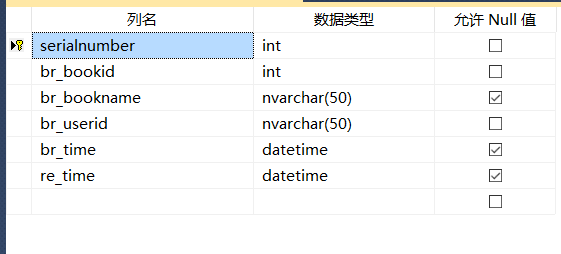 列名 数据类型 允许 Null 值
serialnumber int
br_bookid int
br_bookname nvarchar(50)
br_userid nvarchar(50)
br_time datetime
re_time datetime